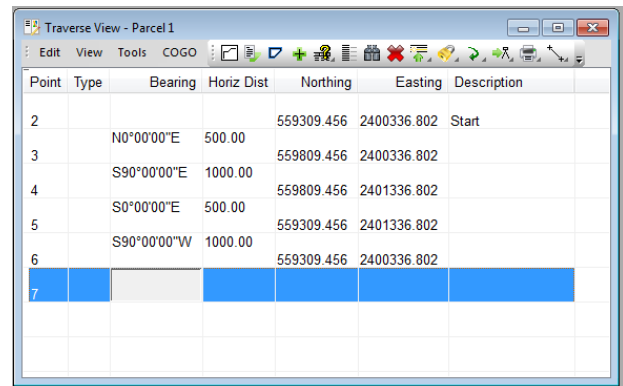 Traverse View - Parcel 1
Edit View Tools COGO
Point Type Bearing Horiz Dist Northing Easting Description
2 559309.456 2400336.802 Start
N0°00'00"E 500.00
3 559809.456 2400336.802
S90°00'00"E 1000.00
4 559809.456 2401336.802
S0°00'00"E 500.00
5 559309.456 2401336.802
S90°00'00"W 1000.00
6 559309.456 2400336.802
7